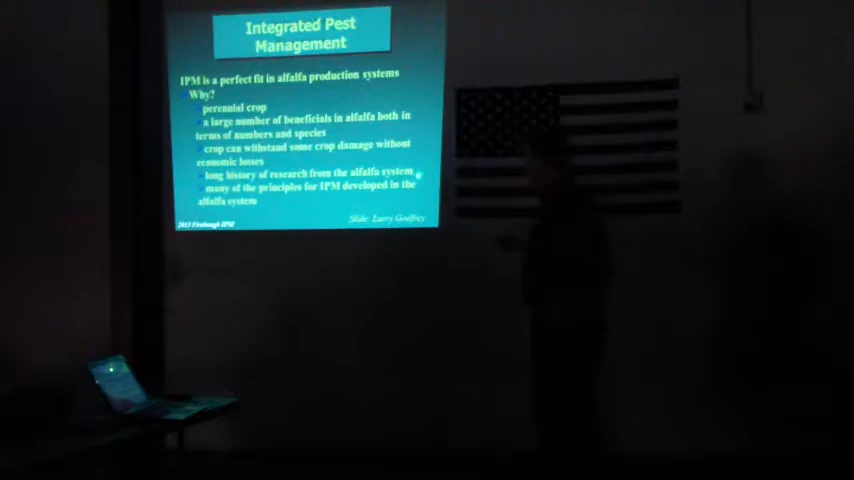 Integrated Pest
Management
IPM is a perfect fit in alfalfa production systems
Why?
perennial crop
a large number of beneficials in alfalfa both in
terms of numbers and species
crop can withstand some crop damage without
economic losses
long history of research from the alfalfa system
many of the principles for IPM developed in the
alfalfa system
2013 Firebaugh IPM
Slide: Larry Godfrey